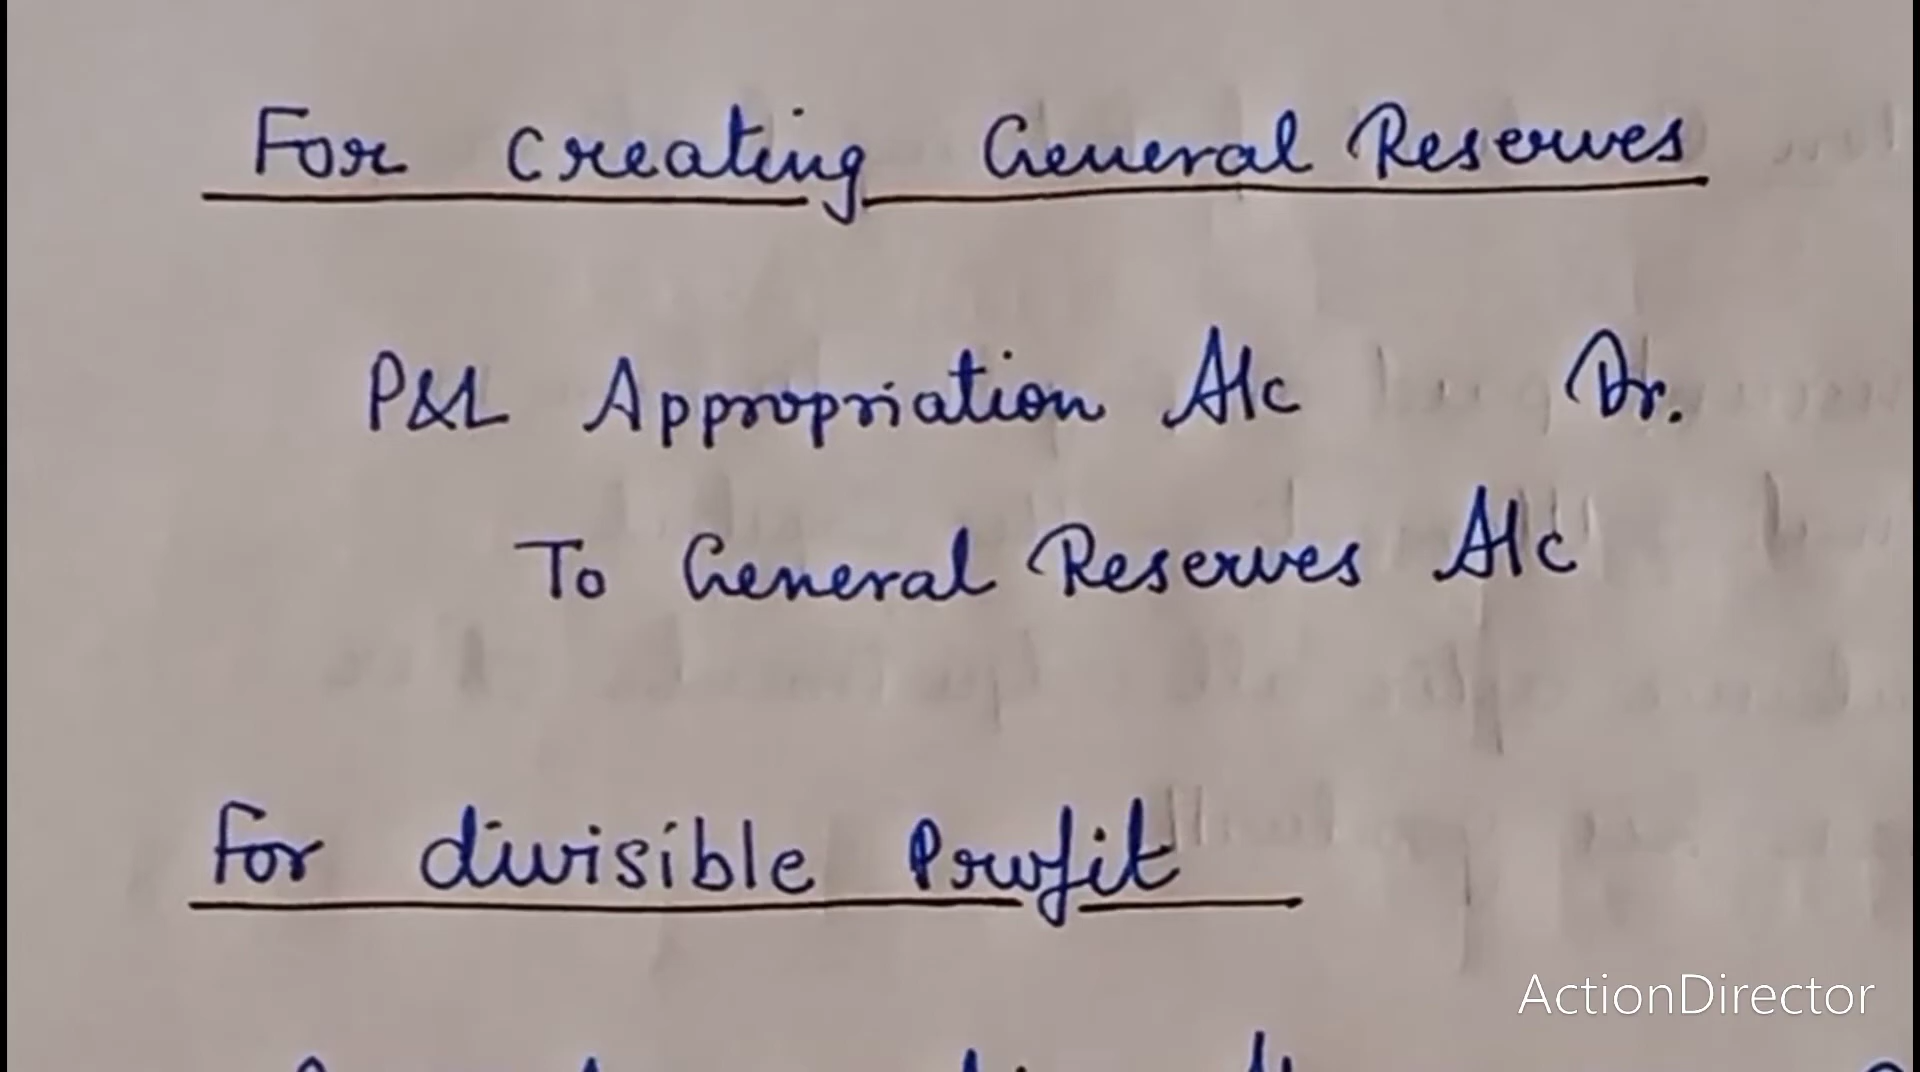 For creating General Reserves
P&L Appropriation A/c Dr.
To General Reserves A/c
For divisible Profit
ActionDirector